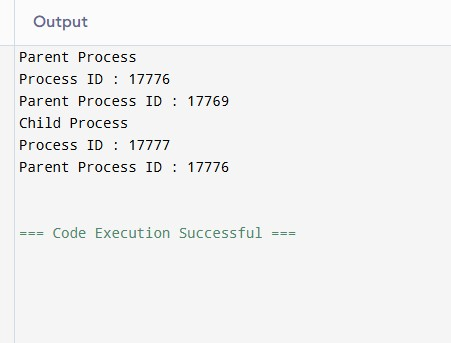 Output
Parent Process
Process ID : 17776
Parent Process ID : 17769
Child Process
Process ID : 17777
Parent Process ID : 17776
=== Code Execution Successful ===